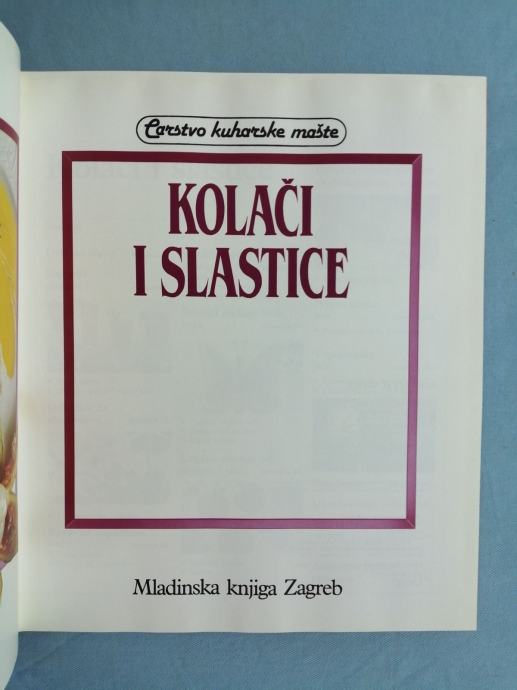 Carstvo kuharske mašte
KOLAČI
I SLASTICE
Mladinska knjiga Zagreb